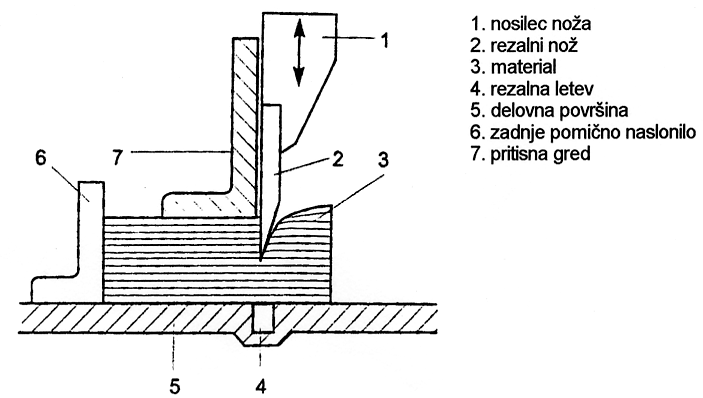 1. nosilec noža
2. rezalni nož
3. material
4. rezalna letev
5. delovna površina
6. zadnje pomično naslonilo
7. pritisna gred
1
7
2
3
6
5
4